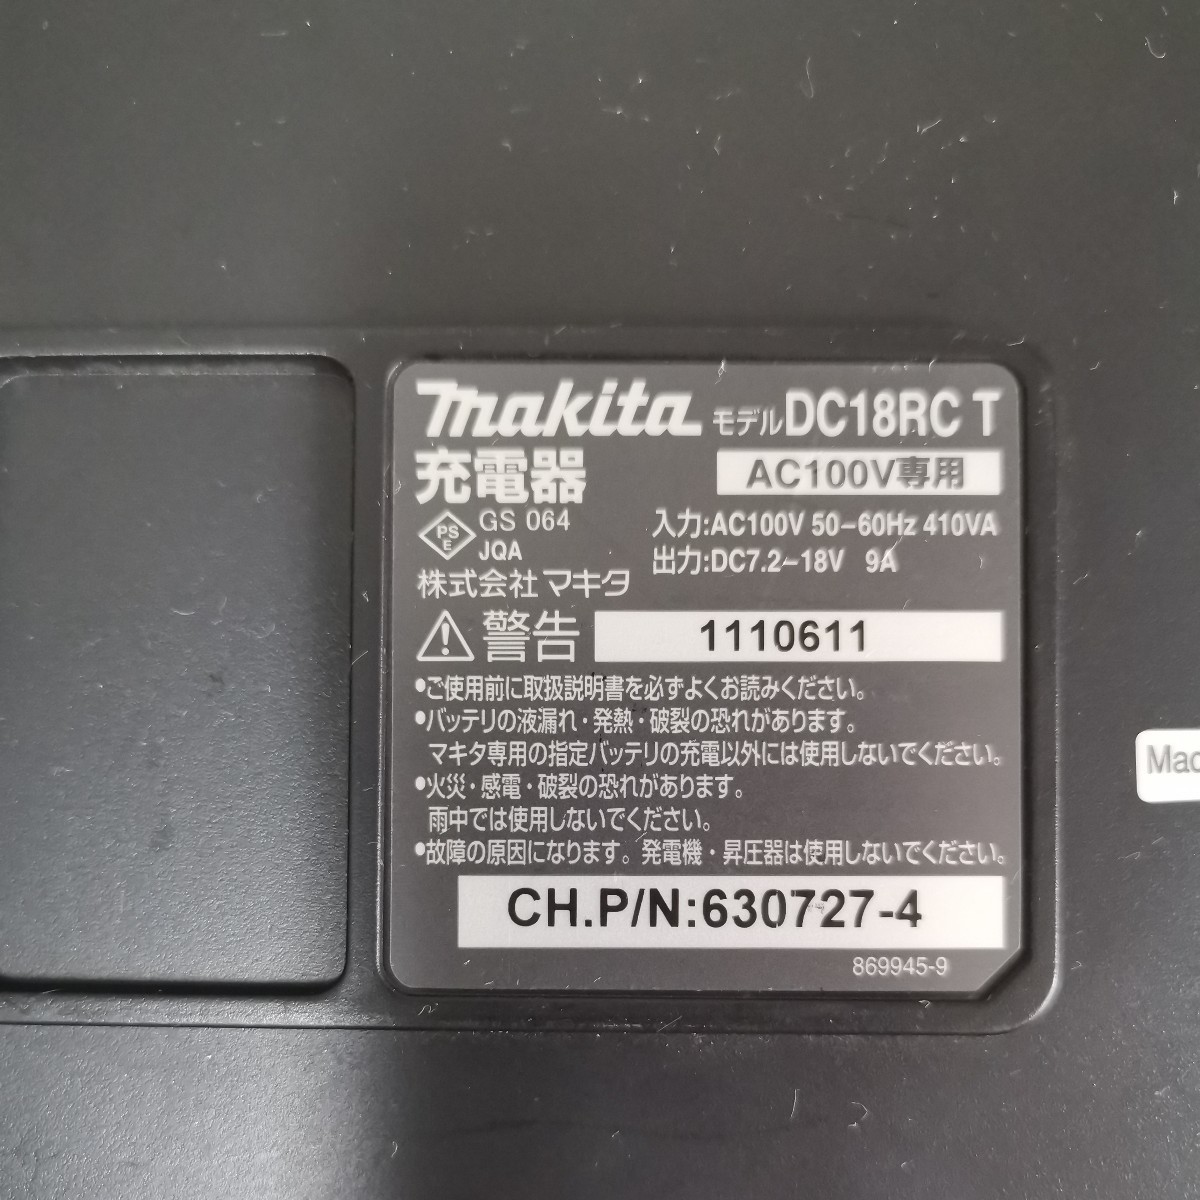 makita モデル DC18RC T
充電器 AC100V専用
PS E GS 064
JQA
入力:AC100V 50-60Hz 410VA
出力:DC7.2-18V 9A
株式会社 マキタ
警告 1110611
•ご使用前に取扱説明書を必ずよくお読みください。
•バッテリの液漏れ・発熱・破裂の恐れがあります。
マキタ専用の指定バッテリの充電以外には使用しないでください。
•火災・感電・破裂の恐れがあります。
雨中では使用しないでください。
•故障の原因になります。発電機・昇圧器は使用しないでください。
CH.P/N:630727-4
869945-9